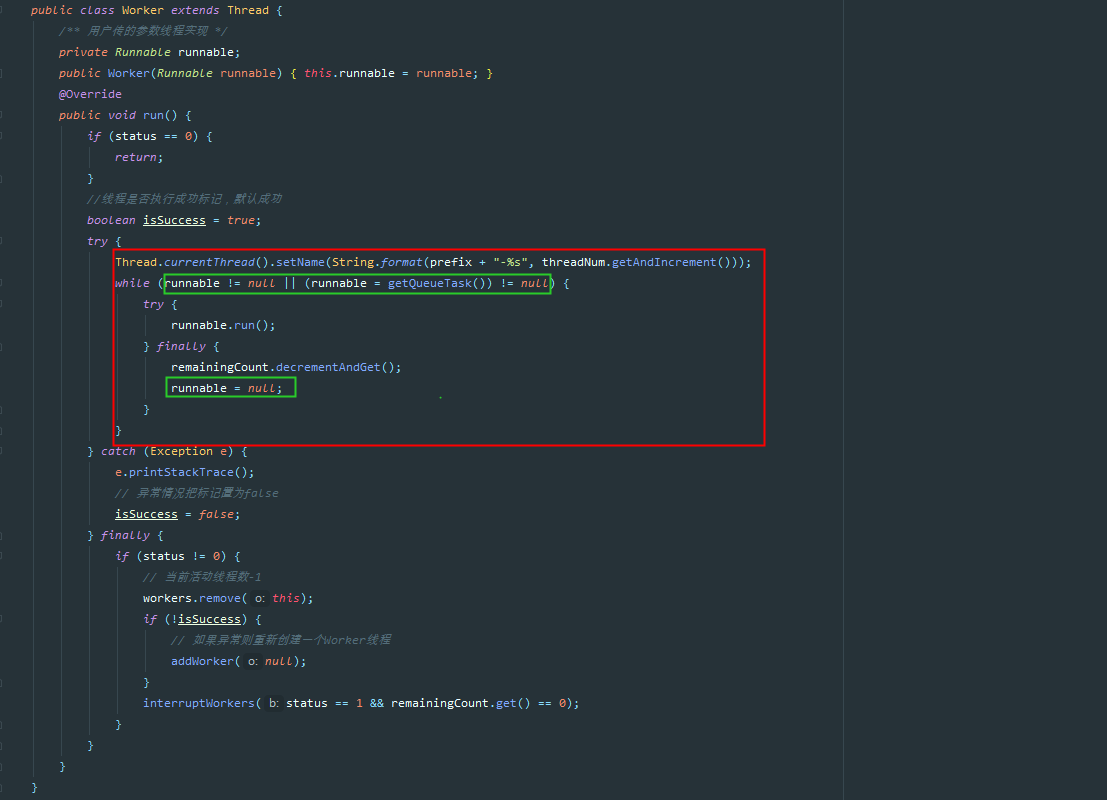 public class Worker extends Thread {
/** 用户传的参数线程实现 */
private Runnable runnable;
public Worker(Runnable runnable) { this.runnable = runnable; }
@Override
public void run() {
if (status == 0) {
return;
}
//线程是否执行成功标记，默认成功
boolean isSuccess = true;
try {
Thread.currentThread().setName(String.format(prefix + "-%s", threadNum.getAndIncrement()));
while (runnable != null || (runnable = getQueueTask()) != null) {
try {
runnable.run();
} finally {
remainingCount.decrementAndGet();
runnable = null;
}
}
} catch (Exception e) {
e.printStackTrace();
// 异常情况把标记置为false
isSuccess = false;
} finally {
if (status != 0) {
// 当前活动线程数-1
workers.remove( o: this);
if (!isSuccess) {
// 如果异常则重新创建一个Worker线程
addWorker( o: null);
}
interruptWorkers( b: status == 1 && remainingCount.get() == 0);
}
}
}
}